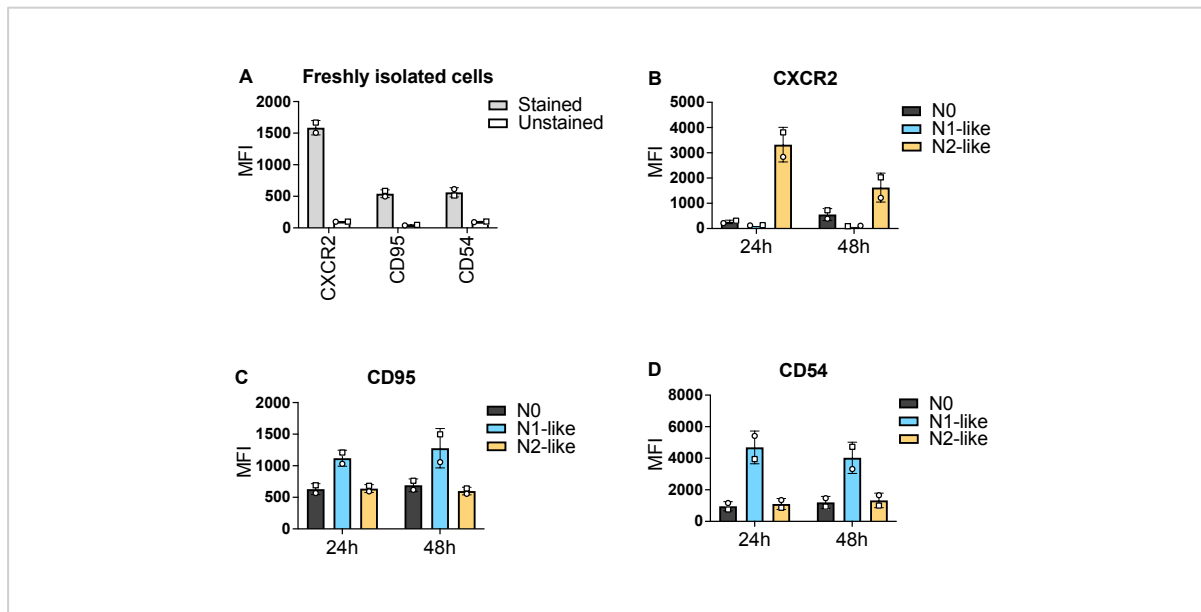 A Freshly isolated cells
MFI
2000
1500
1000
500
0
CXCR2
CD95
CD54
Stained
Unstained
B CXCR2
MFI
5000
4000
3000
2000
1000
0
24h 48h
N0
N1-like
N2-like
C CD95
MFI
2000
1500
1000
500
0
24h 48h
N0
N1-like
N2-like
D CD54
MFI
8000
6000
4000
2000
0
24h 48h
N0
N1-like
N2-like